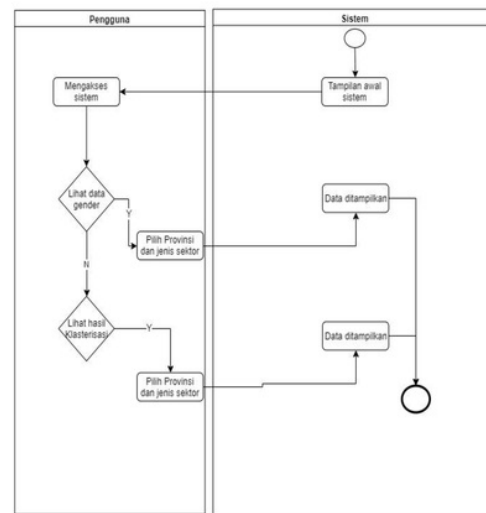 Pengguna
Sistem
Mengakses
sistem
Tampilan awal
sistem
Lihat data
gender
Y
Data ditampilkan
Pilih Provinsi
dan jenis sektor
N
Lihat hasil
Klasterisasi
Y
Data ditampilkan
Pilih Provinsi
dan jenis sektor